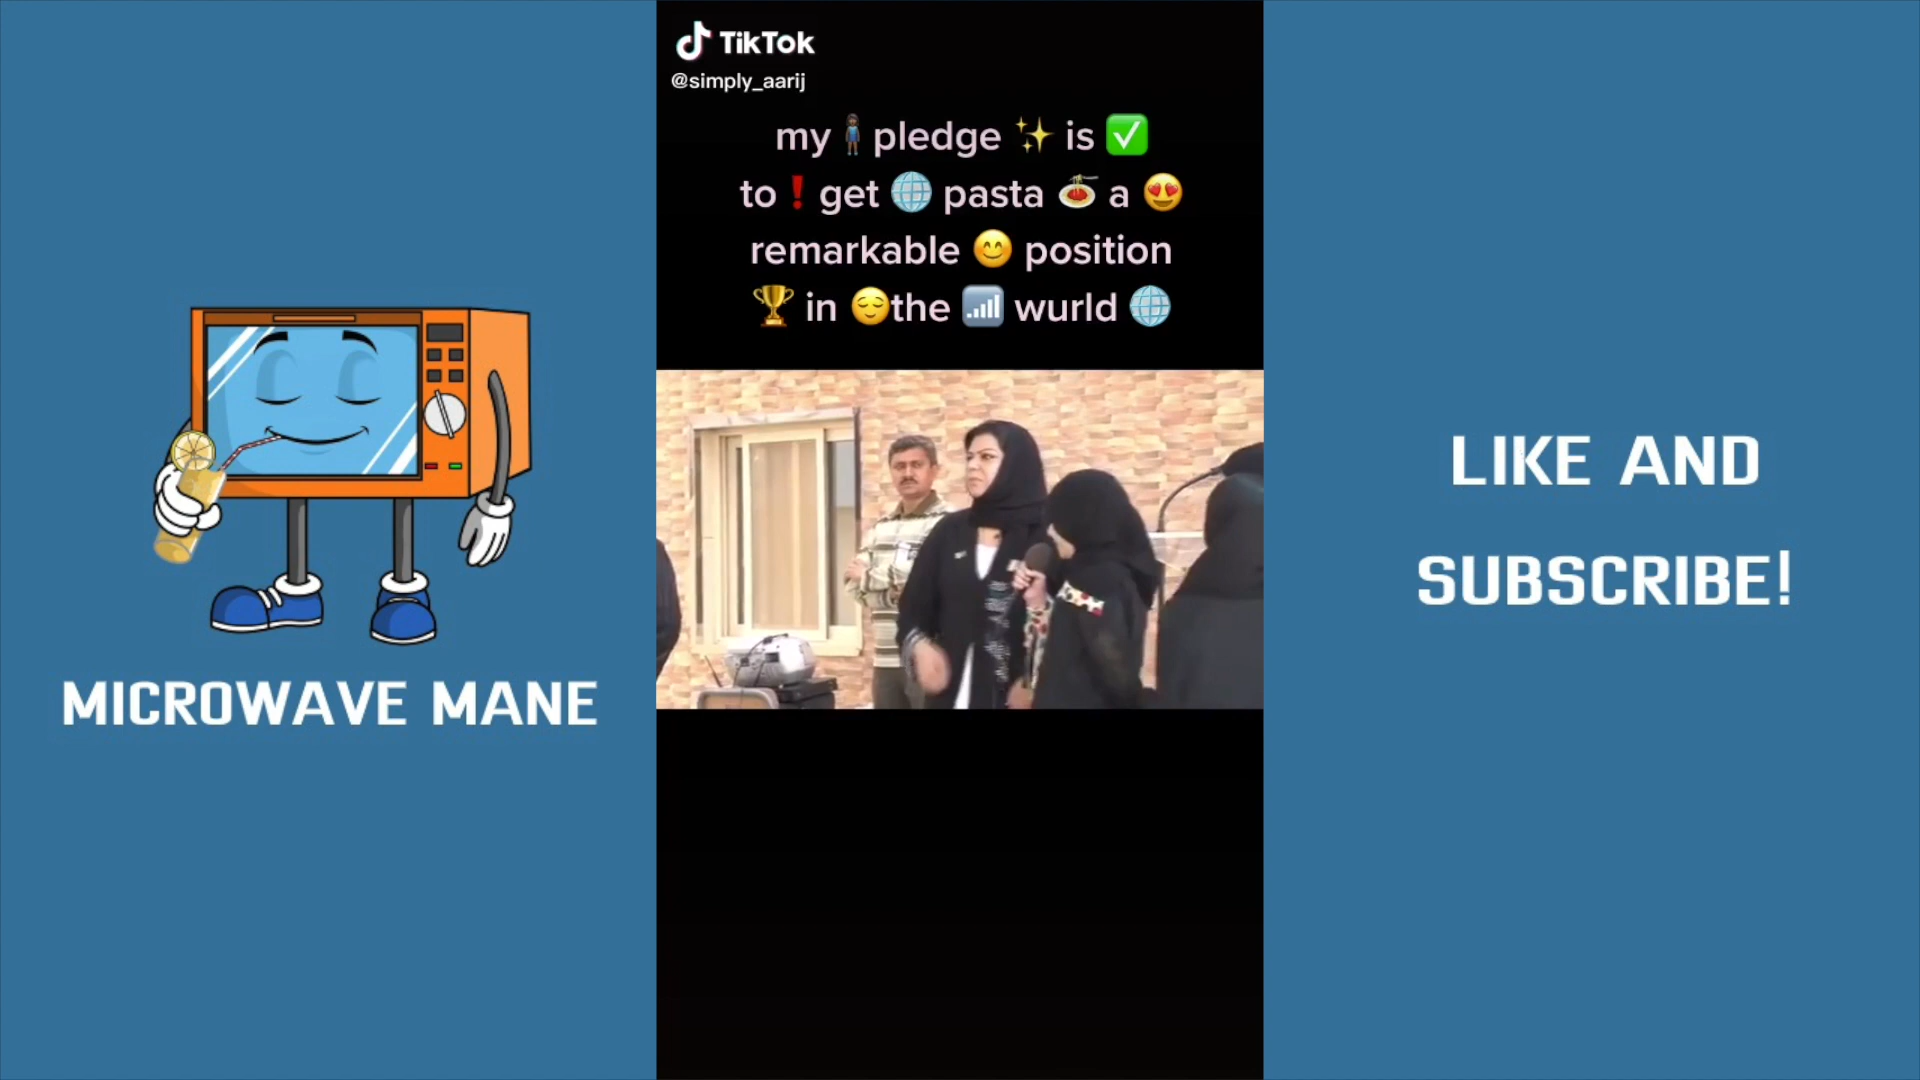 TikTok
@simply_aarij
my🧍🏿pledge ✨ is ✅
to❗get 🌐 pasta 🍝 a 😍
remarkable 😊 position
🏆 in 😌the 📶 wurld 🌐
MICROWAVE MANE
LIKE AND
SUBSCRIBE!